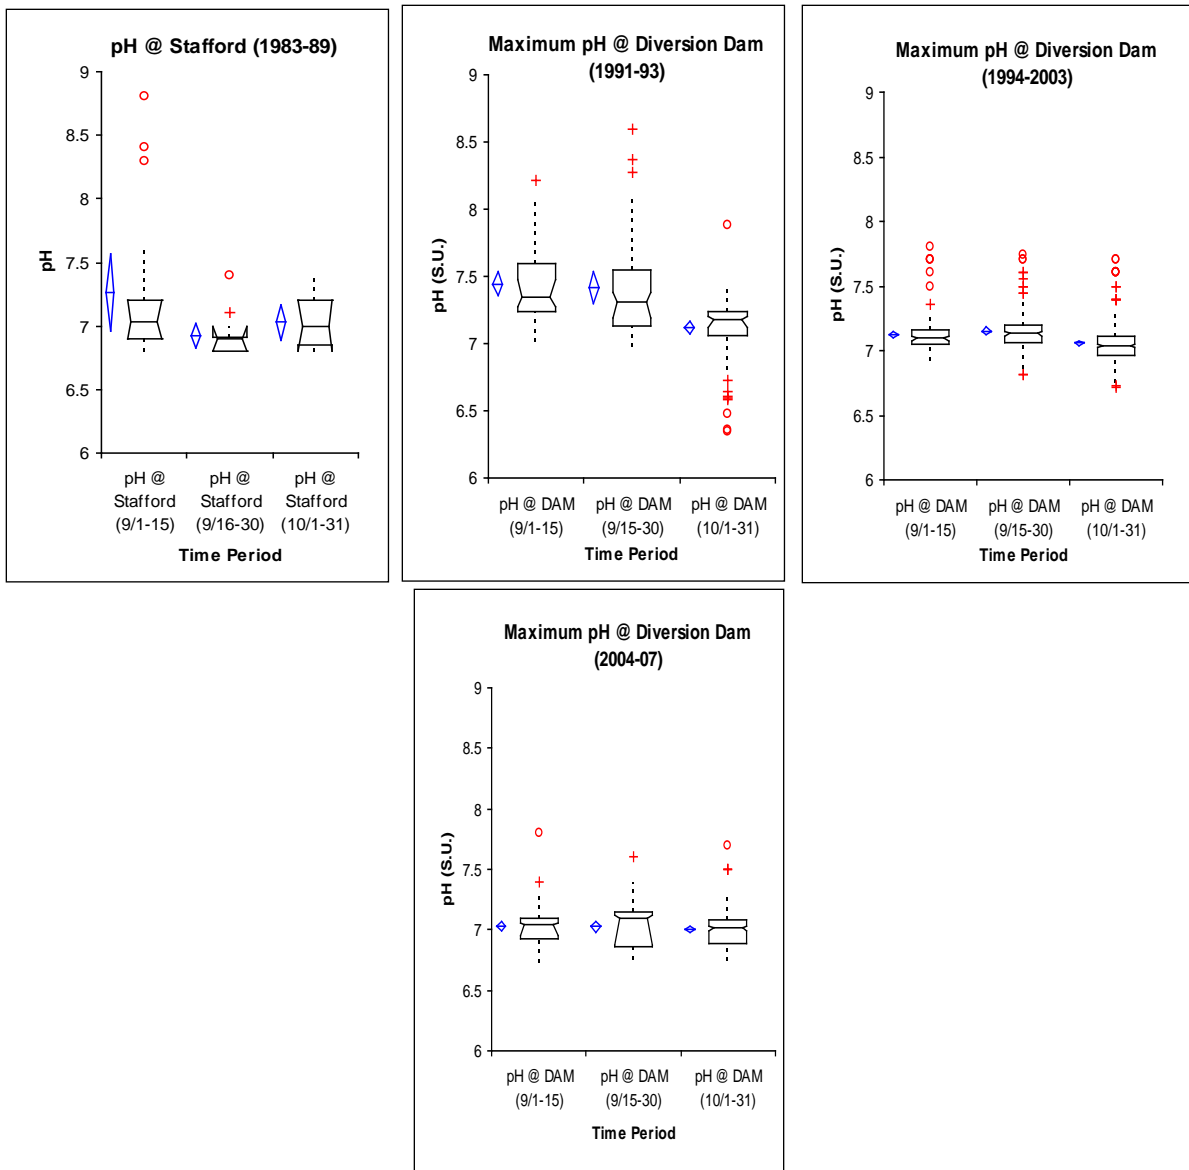 pH @ Stafford (1983-89)
9
8.5
8
7.5
7
6.5
6
pH
pH @
Stafford
(9/1-15)
pH @
Stafford
(9/16-30)
pH @
Stafford
(10/1-31)
Time Period
Maximum pH @ Diversion Dam
(1991-93)
9
8.5
8
7.5
7
6.5
6
pH (S.U.)
pH @ DAM
(9/1-15)
pH @ DAM
(9/15-30)
pH @ DAM
(10/1-31)
Time Period
Maximum pH @ Diversion Dam
(1994-2003)
9
8.5
8
7.5
7
6.5
6
pH (S.U.)
pH @ DAM
(9/1-15)
pH @ DAM
(9/15-30)
pH @ DAM
(10/1-31)
Time Period
Maximum pH @ Diversion Dam
(2004-07)
9
8.5
8
7.5
7
6.5
6
pH (S.U.)
pH @ DAM
(9/1-15)
pH @ DAM
(9/15-30)
pH @ DAM
(10/1-31)
Time Period